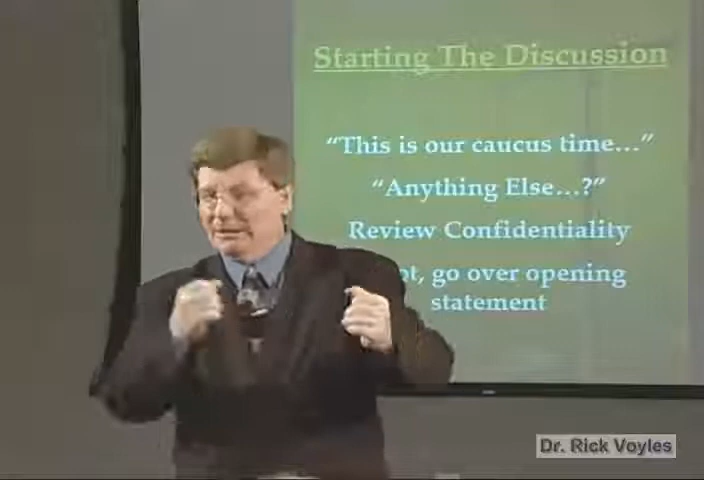 Starting The Discussion
“This is our caucus time...”
“Anything Else...?”
Review Confidentiality
go over opening
statement
Dr. Rick Voyles